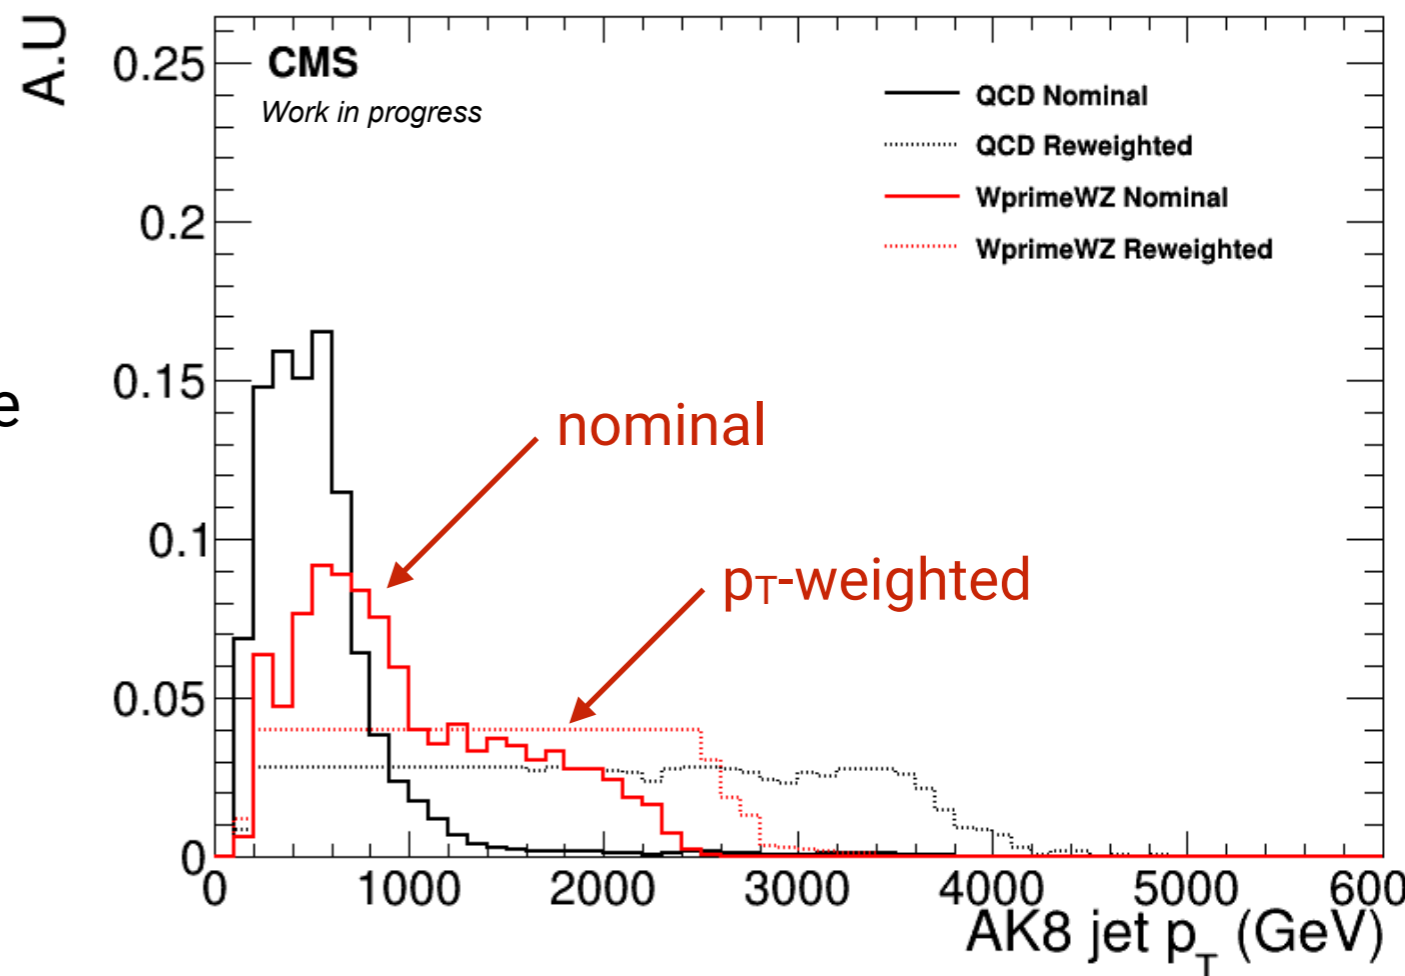 A.U
0.25
0.2
0.15
0.1
0.05
0
CMS
Work in progress
QCD Nominal
QCD Reweighted
WprimeWZ Nominal
WprimeWZ Reweighted
e
nominal
pT-weighted
0 1000 2000 3000 4000 5000 600
AK8 jet pT (GeV)